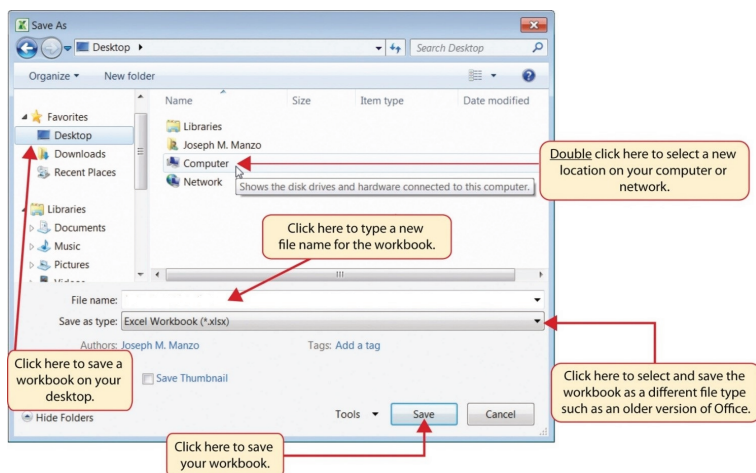 Save As
Desktop
Search Desktop
Organize
New folder
Name
Size
Item type
Date modified
Favorites
Desktop
Downloads
Recent Places
Libraries
Documents
Music
Pictures
Videos
Libraries
Joseph M. Manzo
Computer
Network
Shows the disk drives and hardware connected to this computer.
Double click here to select a new
location on your computer or
network.
Click here to type a new
file name for the workbook.
File name:
Save as type: Excel Workbook (*.xlsx)
Authors: Joseph M. Manzo
Tags: Add a tag
Save Thumbnail
Click here to save a
workbook on your
desktop.
Click here to select and save the
workbook as a different file type
such as an older version of Office.
Hide Folders
Tools
Save
Cancel
Click here to save
your workbook.